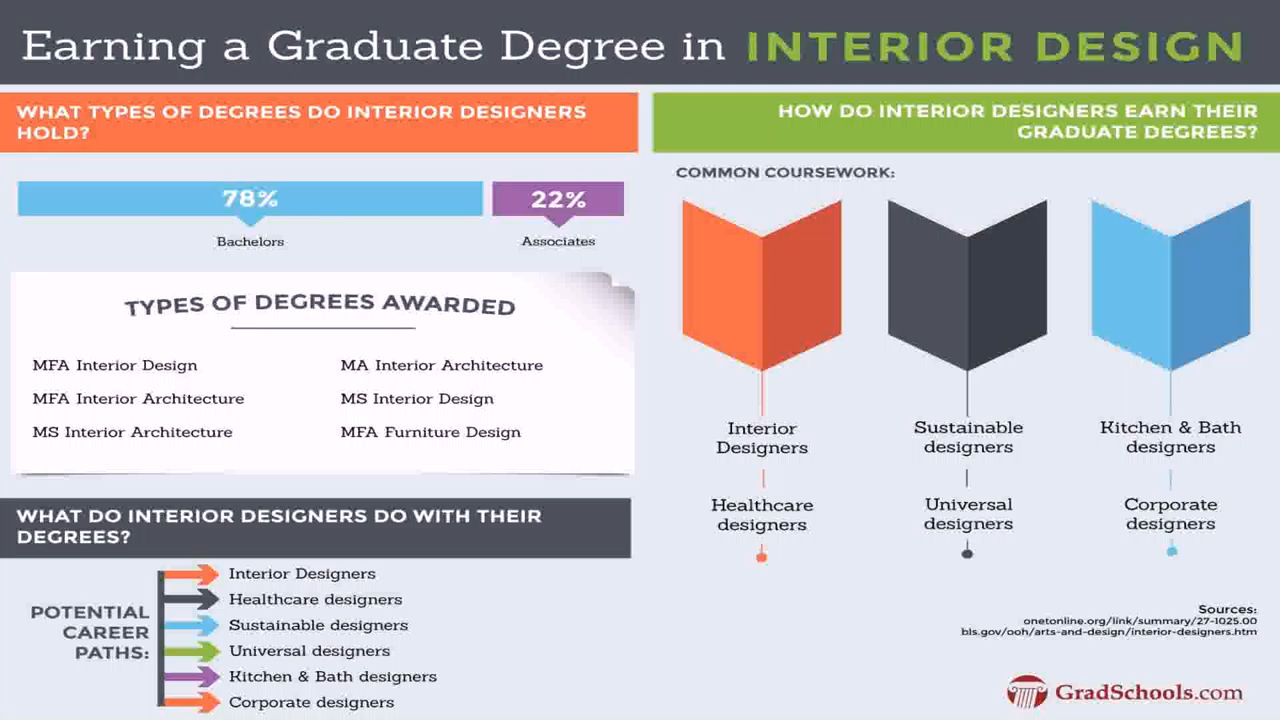 Earning a Graduate Degree in INTERIOR DESIGN
WHAT TYPES OF DEGREES DO INTERIOR DESIGNERS
HOLD?
78%
22%
Bachelors
Associates
TYPES OF DEGREES AWARDED
MFA Interior Design
MA Interior Architecture
MFA Interior Architecture
MS Interior Design
MS Interior Architecture
MFA Furniture Design
WHAT DO INTERIOR DESIGNERS DO WITH THEIR
DEGREES?
POTENTIAL
CAREER
PATHS:
Interior Designers
Healthcare designers
Sustainable designers
Universal designers
Kitchen & Bath designers
Corporate designers
HOW DO INTERIOR DESIGNERS EARN THEIR
GRADUATE DEGREES?
COMMON COURSEWORK:
Interior
Designers
Healthcare
designers
Sustainable
designers
Universal
designers
Kitchen & Bath
designers
Corporate
designers
Sources:
onetonline.org/link/summary/27-1025.00
bls.gov/ooh/arts-and-design/interior-designers.htm
GradSchools.com